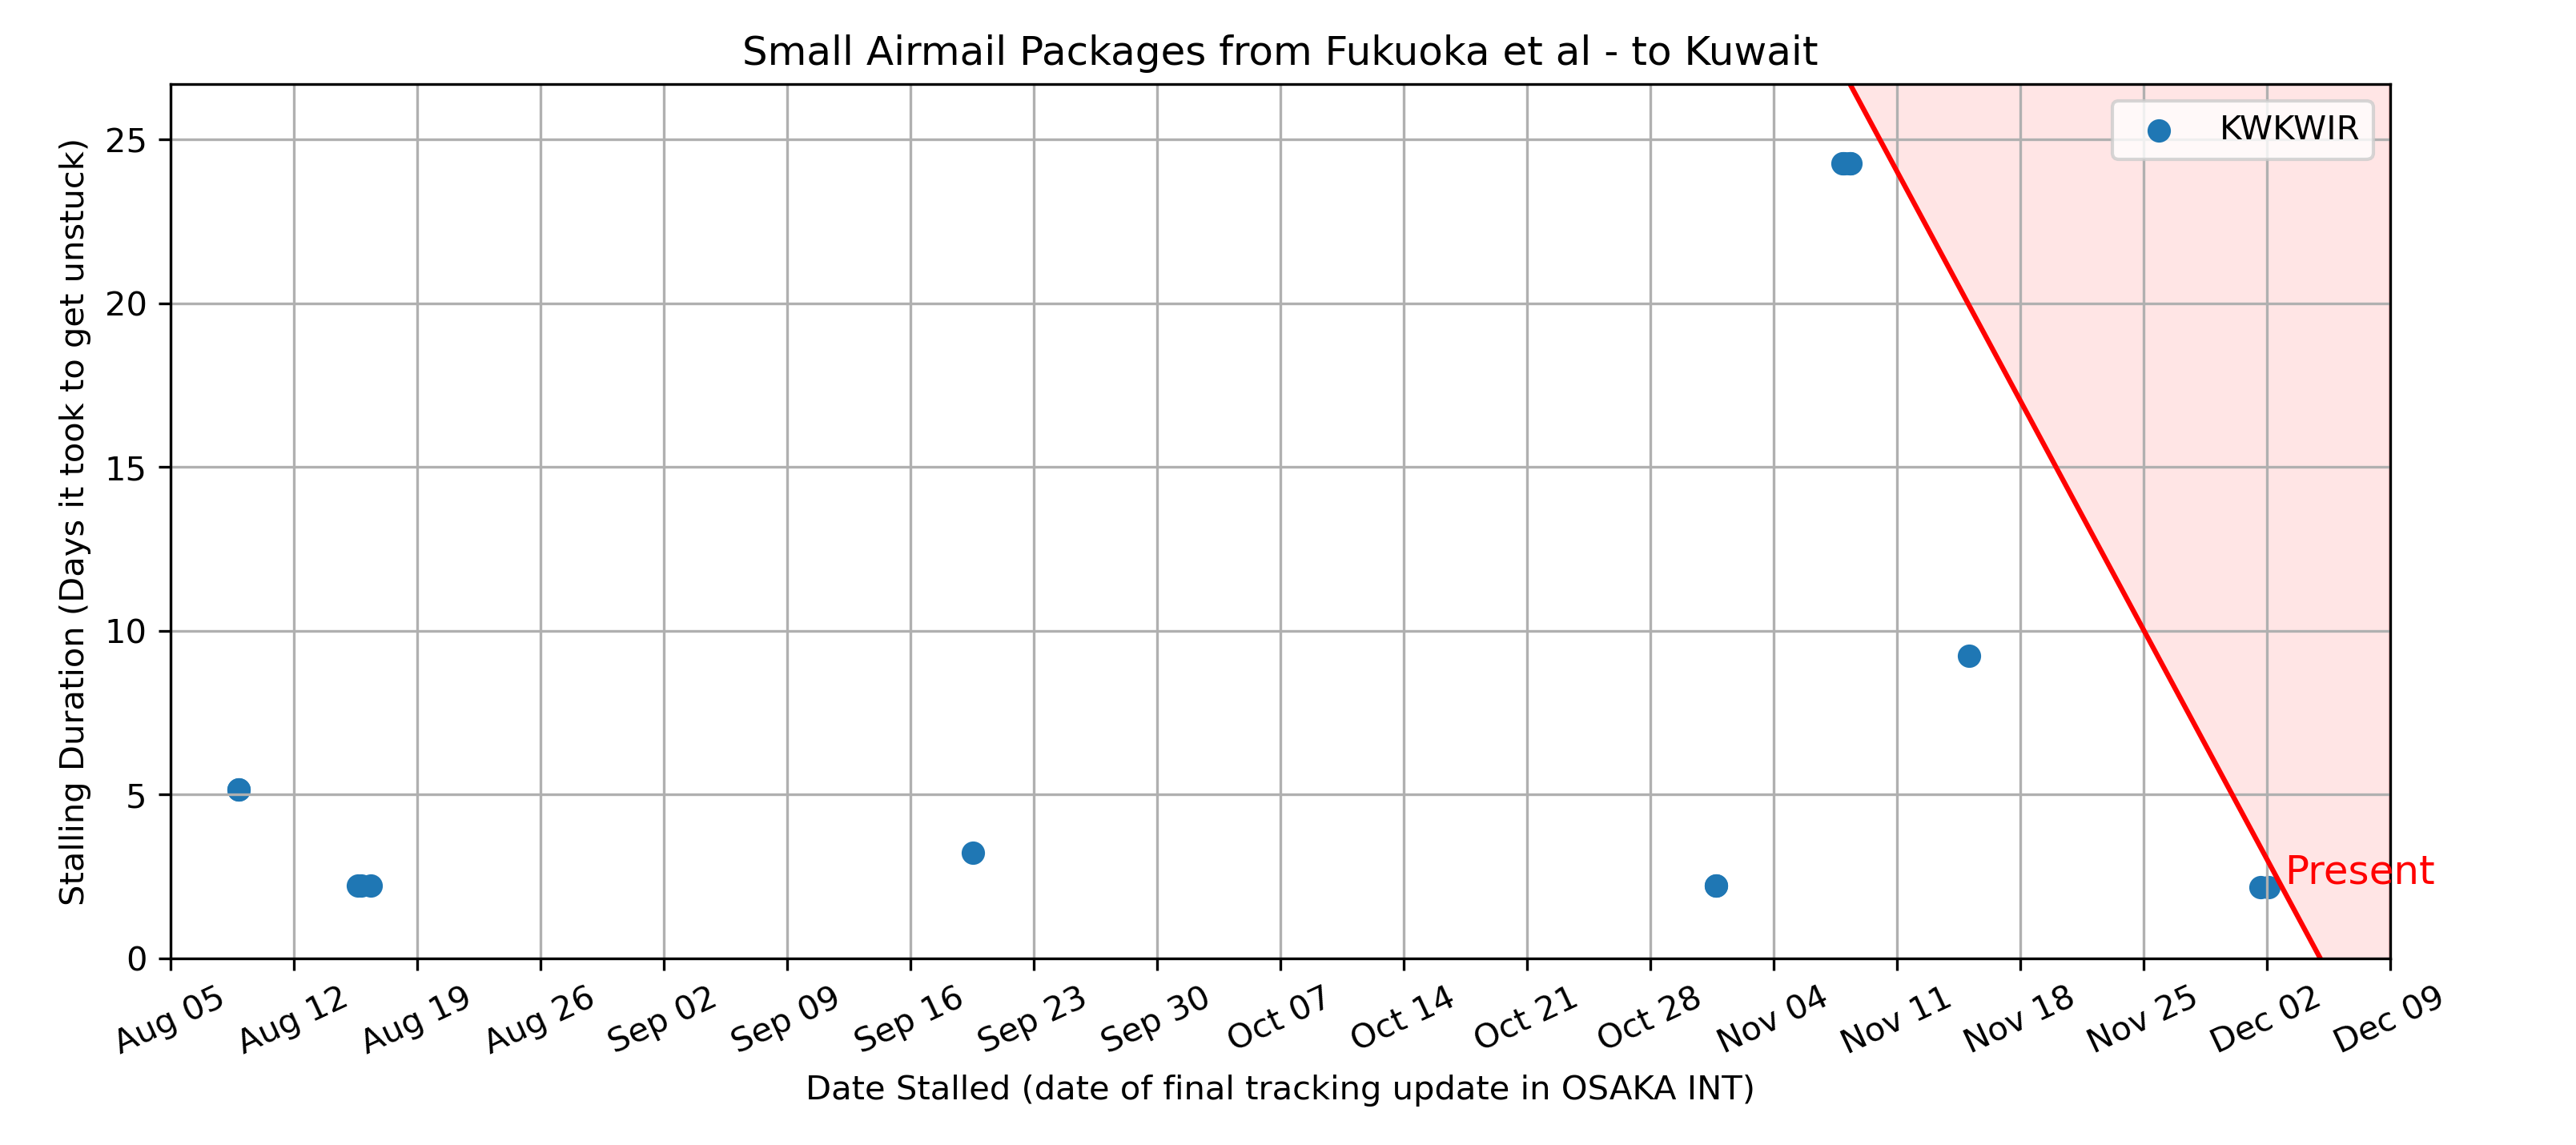 Small Airmail Packages from Fukuoka et al - to Kuwait
KWKWIR
Stalling Duration (Days it took to get unstuck)
25
20
15
10
5
0
Present
Aug 05
Aug 12
Aug 19
Aug 26
Sep 02
Sep 09
Sep 16
Sep 23
Sep 30
Oct 07
Oct 14
Oct 21
Oct 28
Nov 04
Nov 11
Nov 18
Nov 25
Dec 02
Dec 09
Date Stalled (date of final tracking update in OSAKA INT)